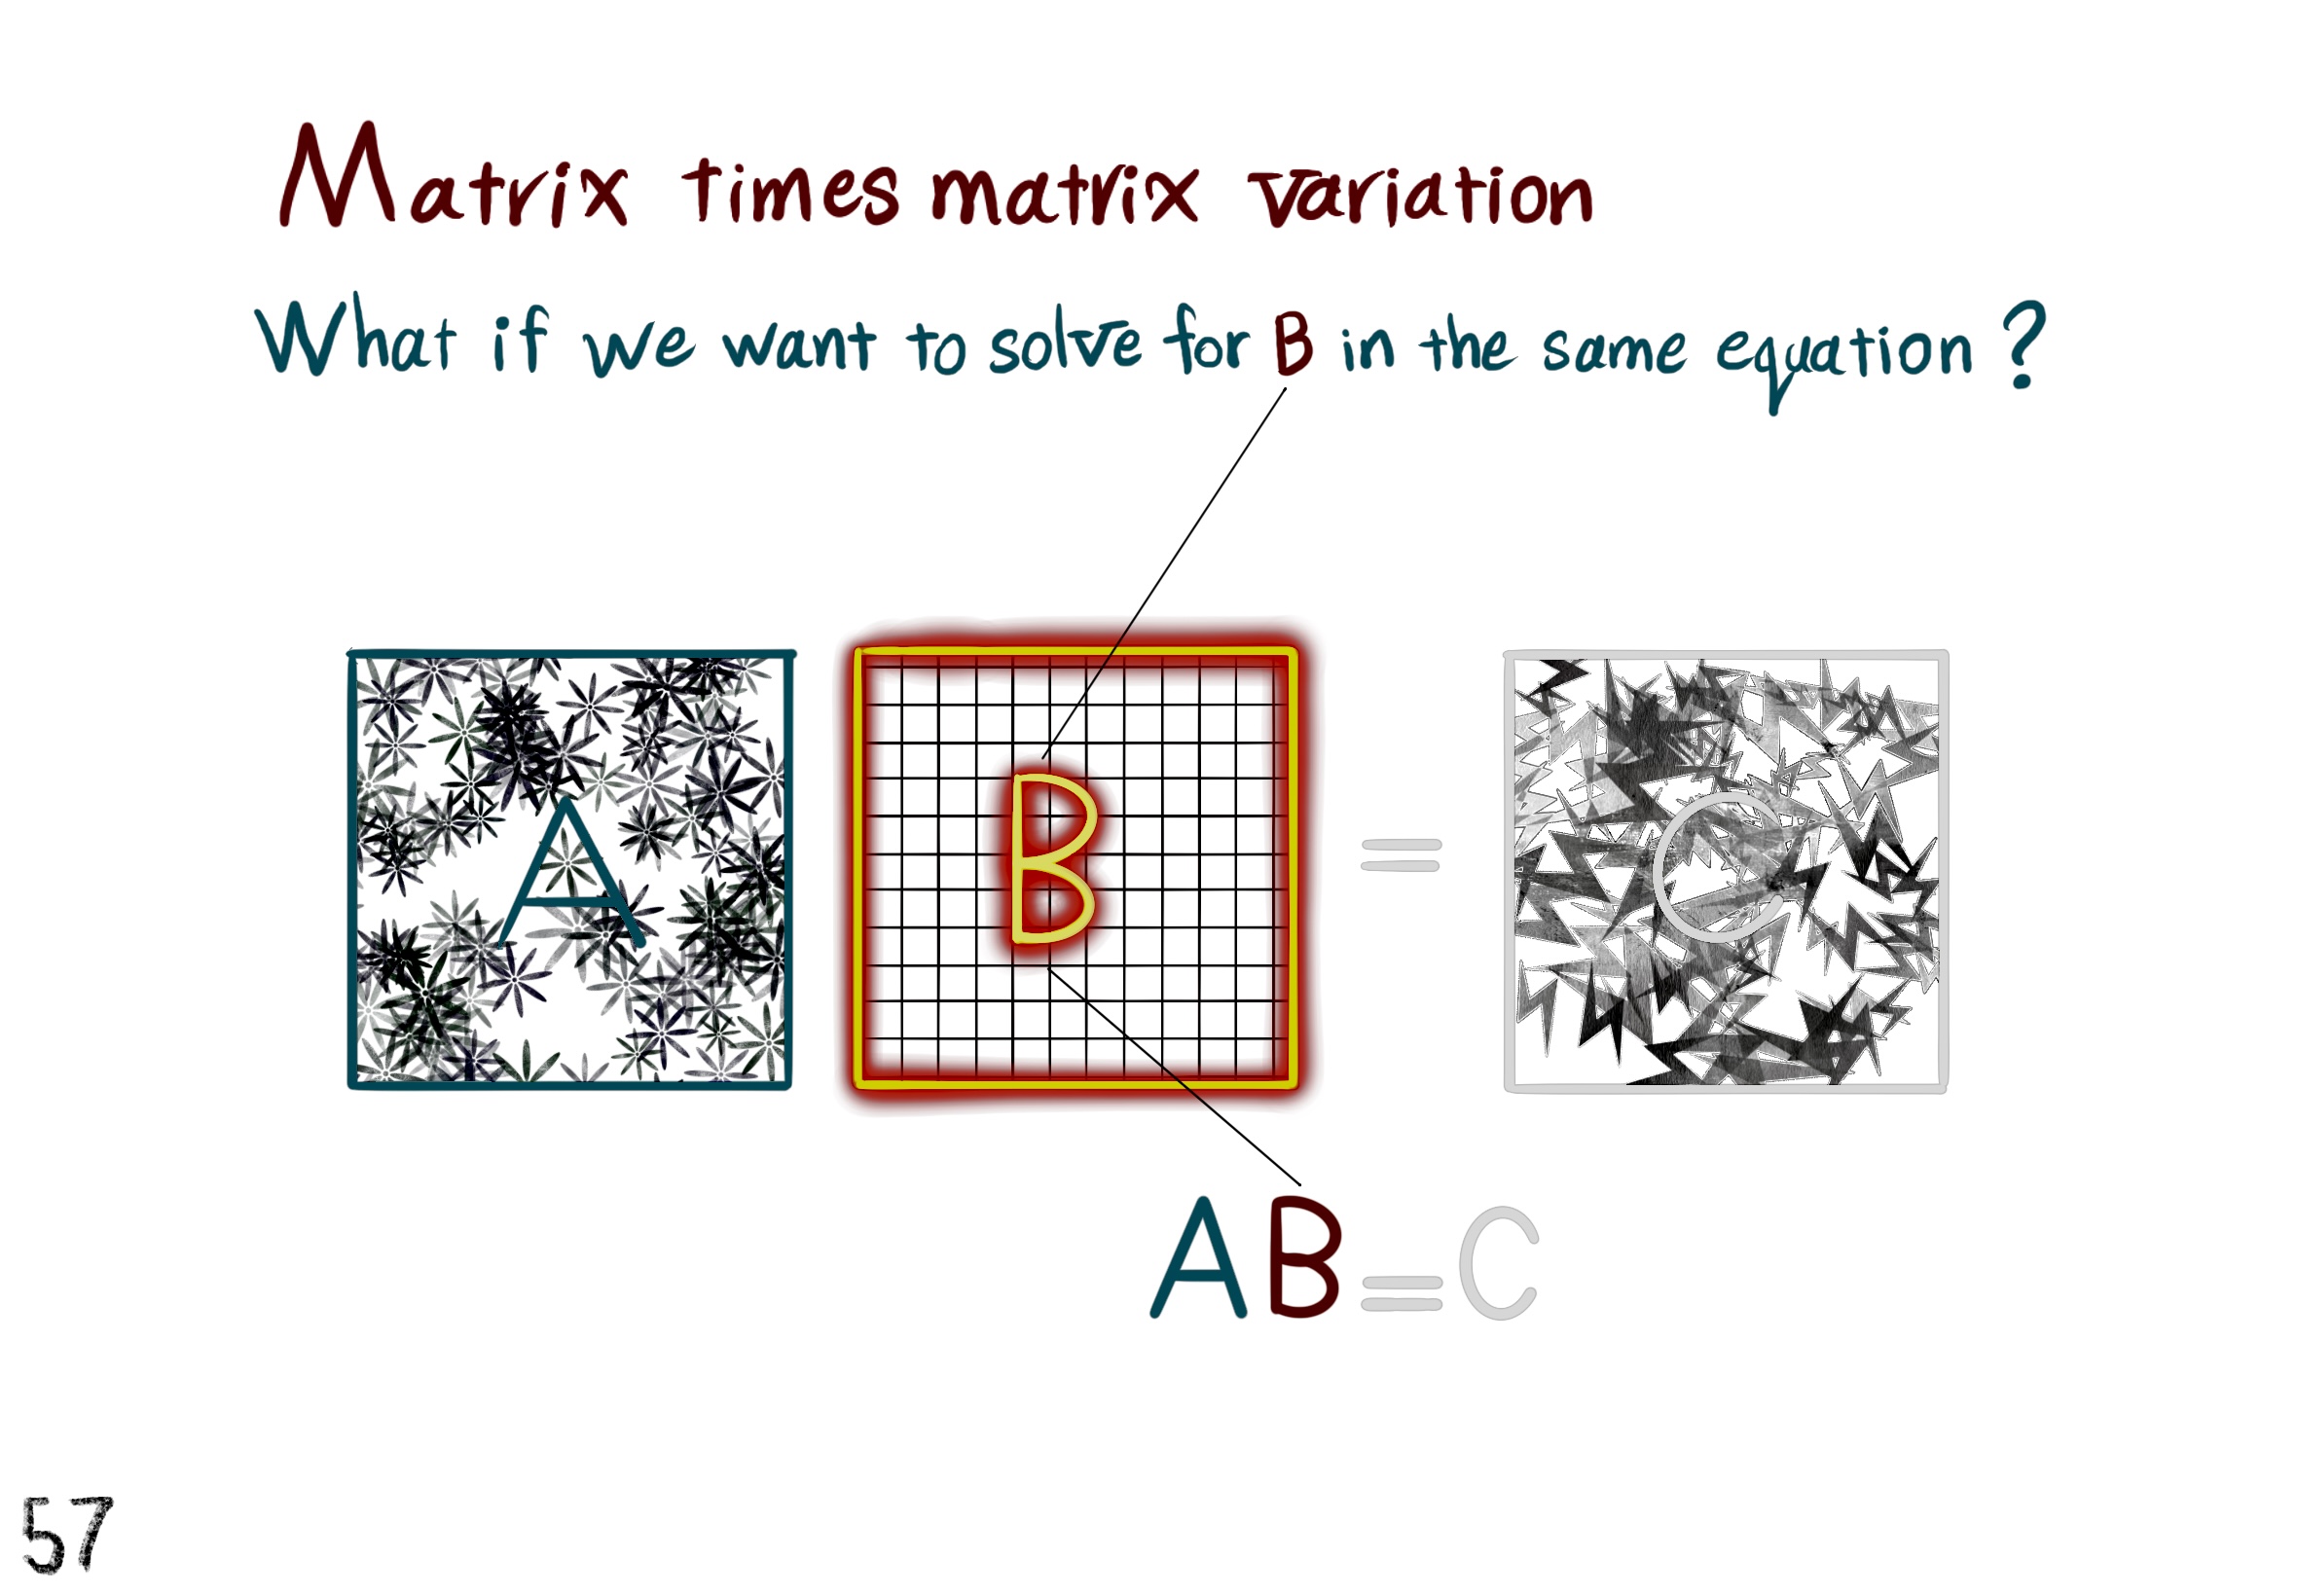 Matrix times matrix variation
What if we want to solve for B in the same equation?
A B = C
AB=C
57